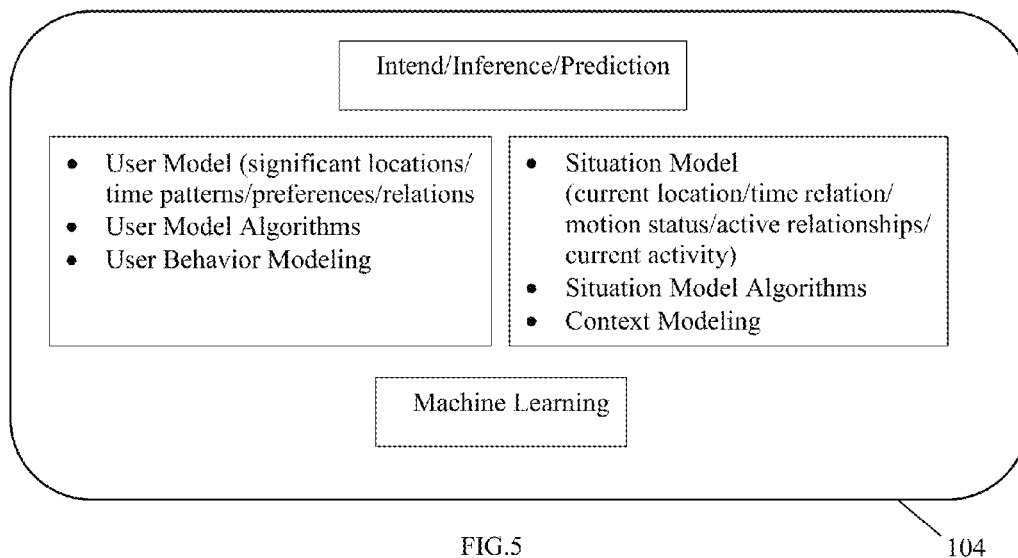 Intend/Inference/Prediction
• User Model (significant locations/
time patterns/preferences/relations
• User Model Algorithms
• User Behavior Modeling
• Situation Model
(current location/time relation/
motion status/active relationships/
current activity)
• Situation Model Algorithms
• Context Modeling
Machine Learning
FIG.5
104